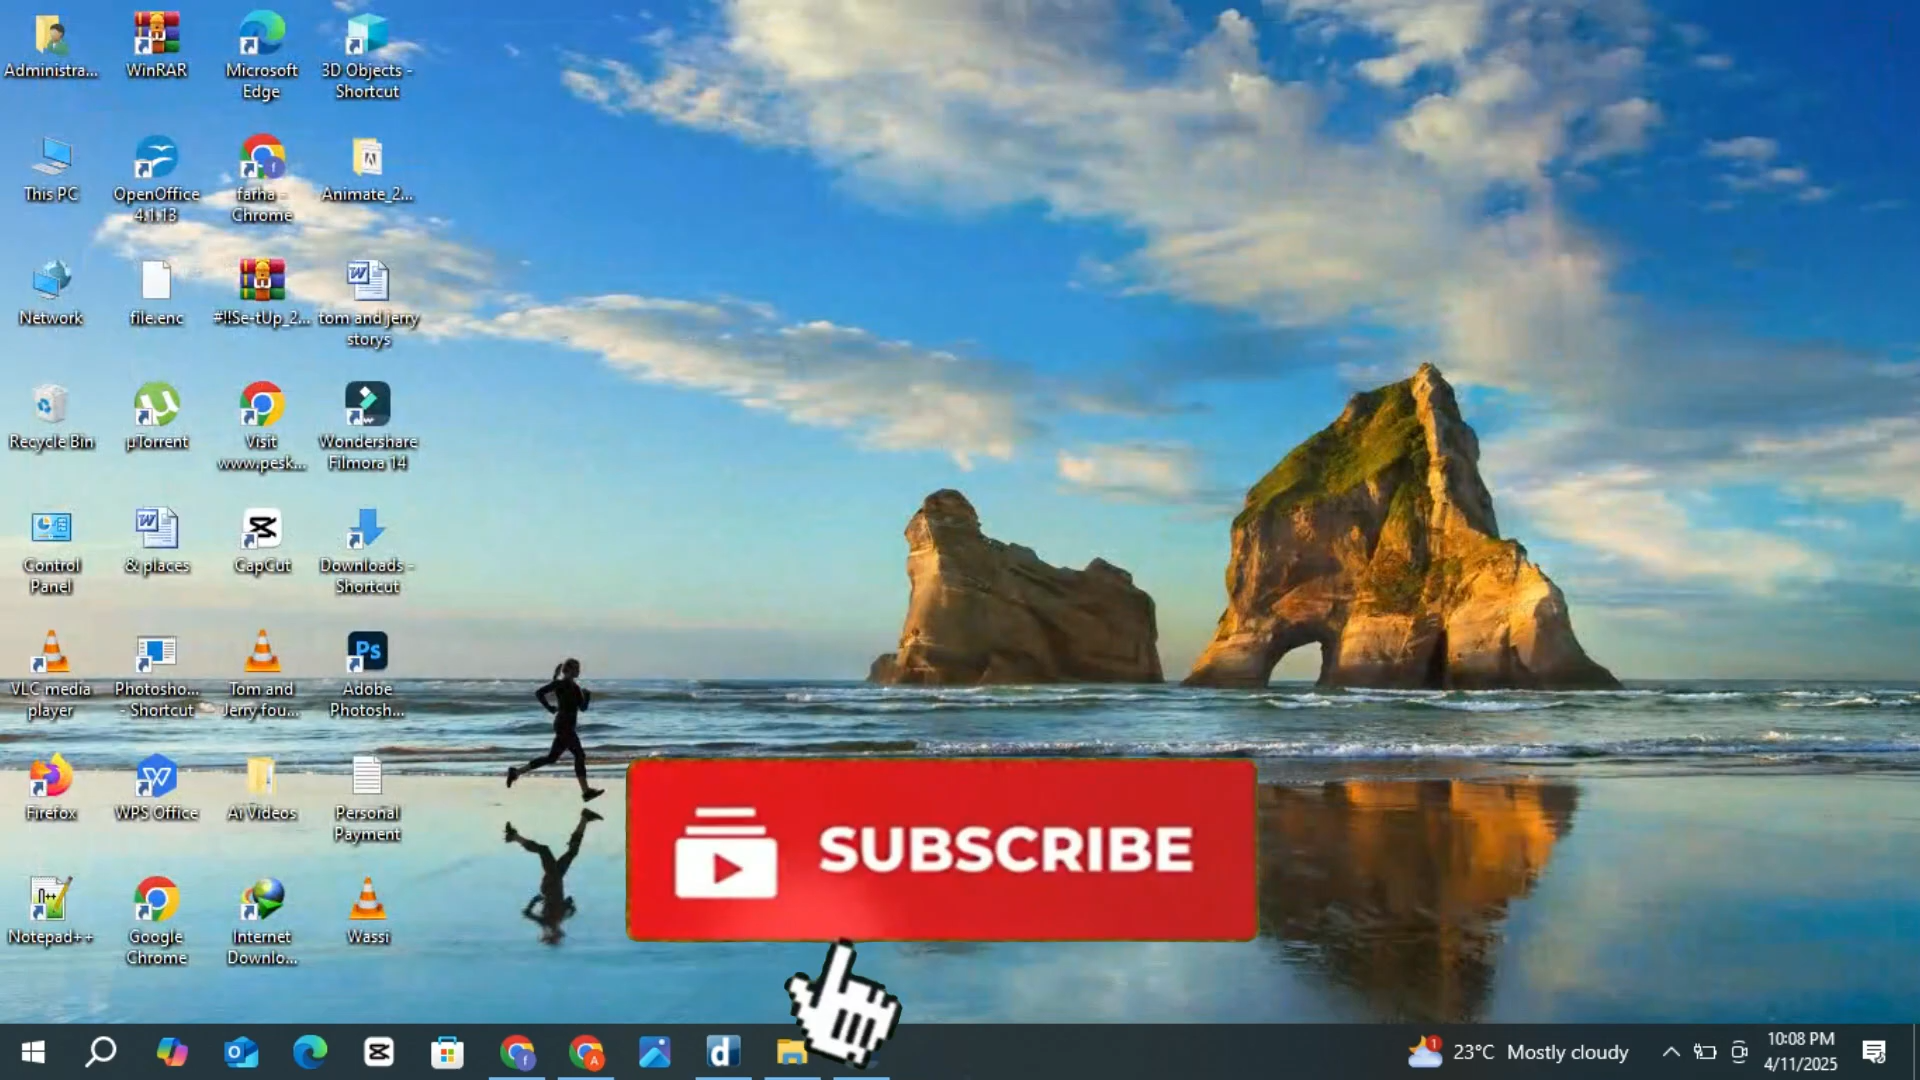 Administra...
WinRAR
Microsoft
Edge
3D Objects -
Shortcut
This PC
OpenOffice
4.1.13
farha -
Chrome
Animate_2...
Network
file.enc
#!!Se-tUp_2...
tom and jerry
storys
Recycle Bin
µTorrent
Visit
www.pesk...
Wondershare
Filmora 14
Control
Panel
& places
CapCut
Downloads -
Shortcut
VLC media
player
Photosho...
- Shortcut
Tom and
Jerry fou...
Adobe
Photosh...
Firefox
WPS Office
Ai Videos
Personal
Payment
Notepad++
Google
Chrome
Internet
Downlo...
Wassi
SUBSCRIBE
23°C Mostly cloudy
10:08 PM
4/11/2025